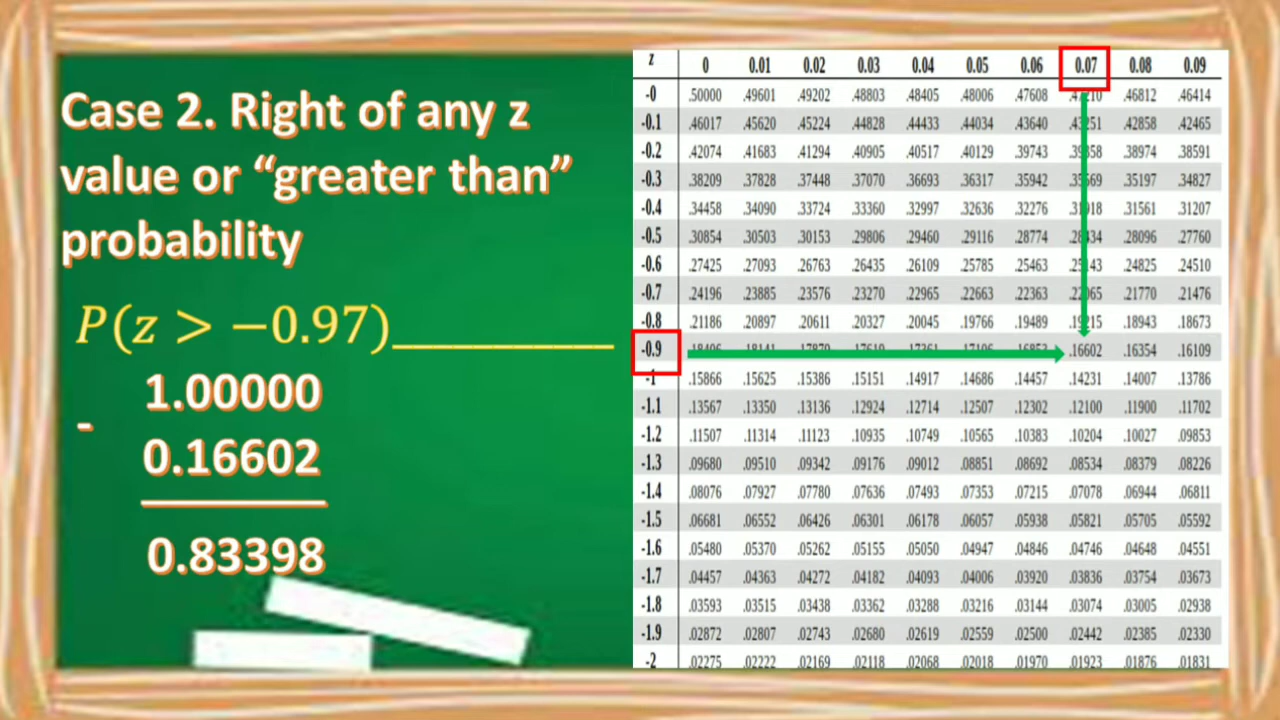 Case 2. Right of any z
value or “greater than”
probability
P(z > −0.97)__________
1.00000
-
0.16602
0.83398
z 0 0.01 0.02 0.03 0.04 0.05 0.06 0.07 0.08 0.09
-0 .50000 .49601 .49202 .48803 .48405 .48006 .47608 .46812 .46414
-0.1 .46017 .45620 .45224 .44828 .44433 .44034 .43640 .42858 .42465
-0.2 .42074 .41683 .41294 .40905 .40517 .40129 .39743 .38974 .38591
-0.3 .38209 .37828 .37448 .37070 .36693 .36317 .35942 .35197 .34827
-0.4 .34458 .34090 .33724 .33360 .32997 .32636 .32276 .31561 .31207
-0.5 .30854 .30503 .30153 .29806 .29460 .29116 .28774 .28096 .27760
-0.6 .27425 .27093 .26763 .26435 .26109 .25785 .25463 .24825 .24510
-0.7 .24196 .23885 .23576 .23270 .22965 .22663 .22363 .21770 .21476
-0.8 .21186 .20897 .20611 .20327 .20045 .19766 .19489 .18943 .18673
-0.9 .16602 .16354 .16109
-1 .15866 .15625 .15386 .15151 .14917 .14686 .14457 .14231 .14007 .13786
-1.1 .13567 .13350 .13136 .12924 .12714 .12507 .12302 .12100 .11900 .11702
-1.2 .11507 .11314 .11123 .10935 .10749 .10565 .10383 .10204 .10027 .09853
-1.3 .09680 .09510 .09342 .09176 .09012 .08851 .08692 .08534 .08379 .08226
-1.4 .08076 .07927 .07780 .07636 .07493 .07353 .07215 .07078 .06944 .06811
-1.5 .06681 .06552 .06426 .06301 .06178 .06057 .05938 .05821 .05705 .05592
-1.6 .05480 .05370 .05262 .05155 .05050 .04947 .04846 .04746 .04648 .04551
-1.7 .04457 .04363 .04272 .04182 .04093 .04006 .03920 .03836 .03754 .03673
-1.8 .03593 .03515 .03438 .03362 .03288 .03216 .03144 .03074 .03005 .02938
-1.9 .02872 .02807 .02743 .02680 .02619 .02559 .02500 .02442 .02385 .02330
-2 .02275 .02222 .02169 .02118 .02068 .02018 .01970 .01923 .01876 .01831